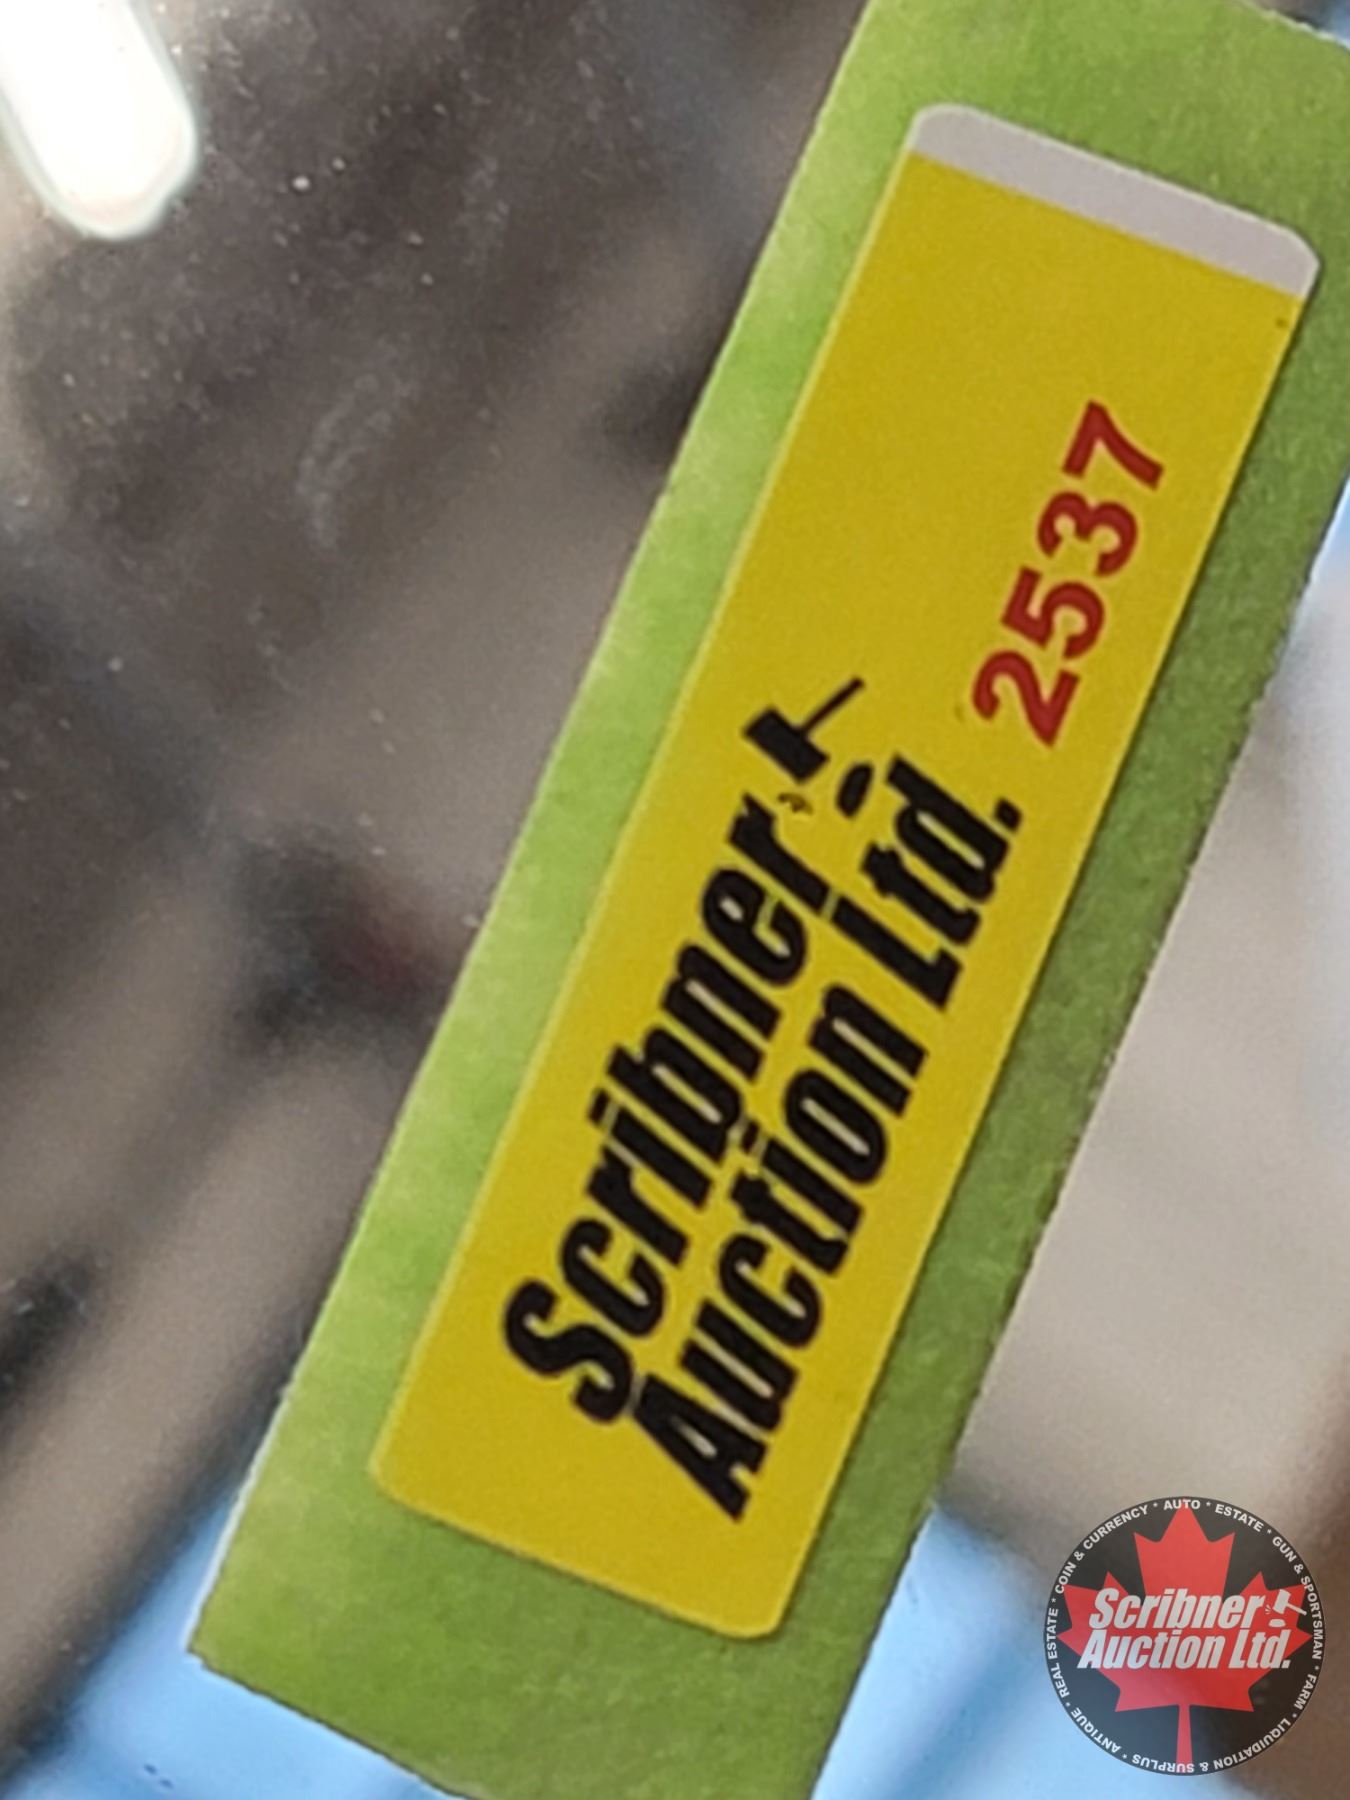 Scribner
Auction Ltd.
2537
COIN & CURRENCY * AUTO * ESTATE * GUN & SPORTSMAN * FARM * LIQUIDATION & SURPLUS * ANTIQUE * REAL ESTATE *
Scribner
Auction Ltd.